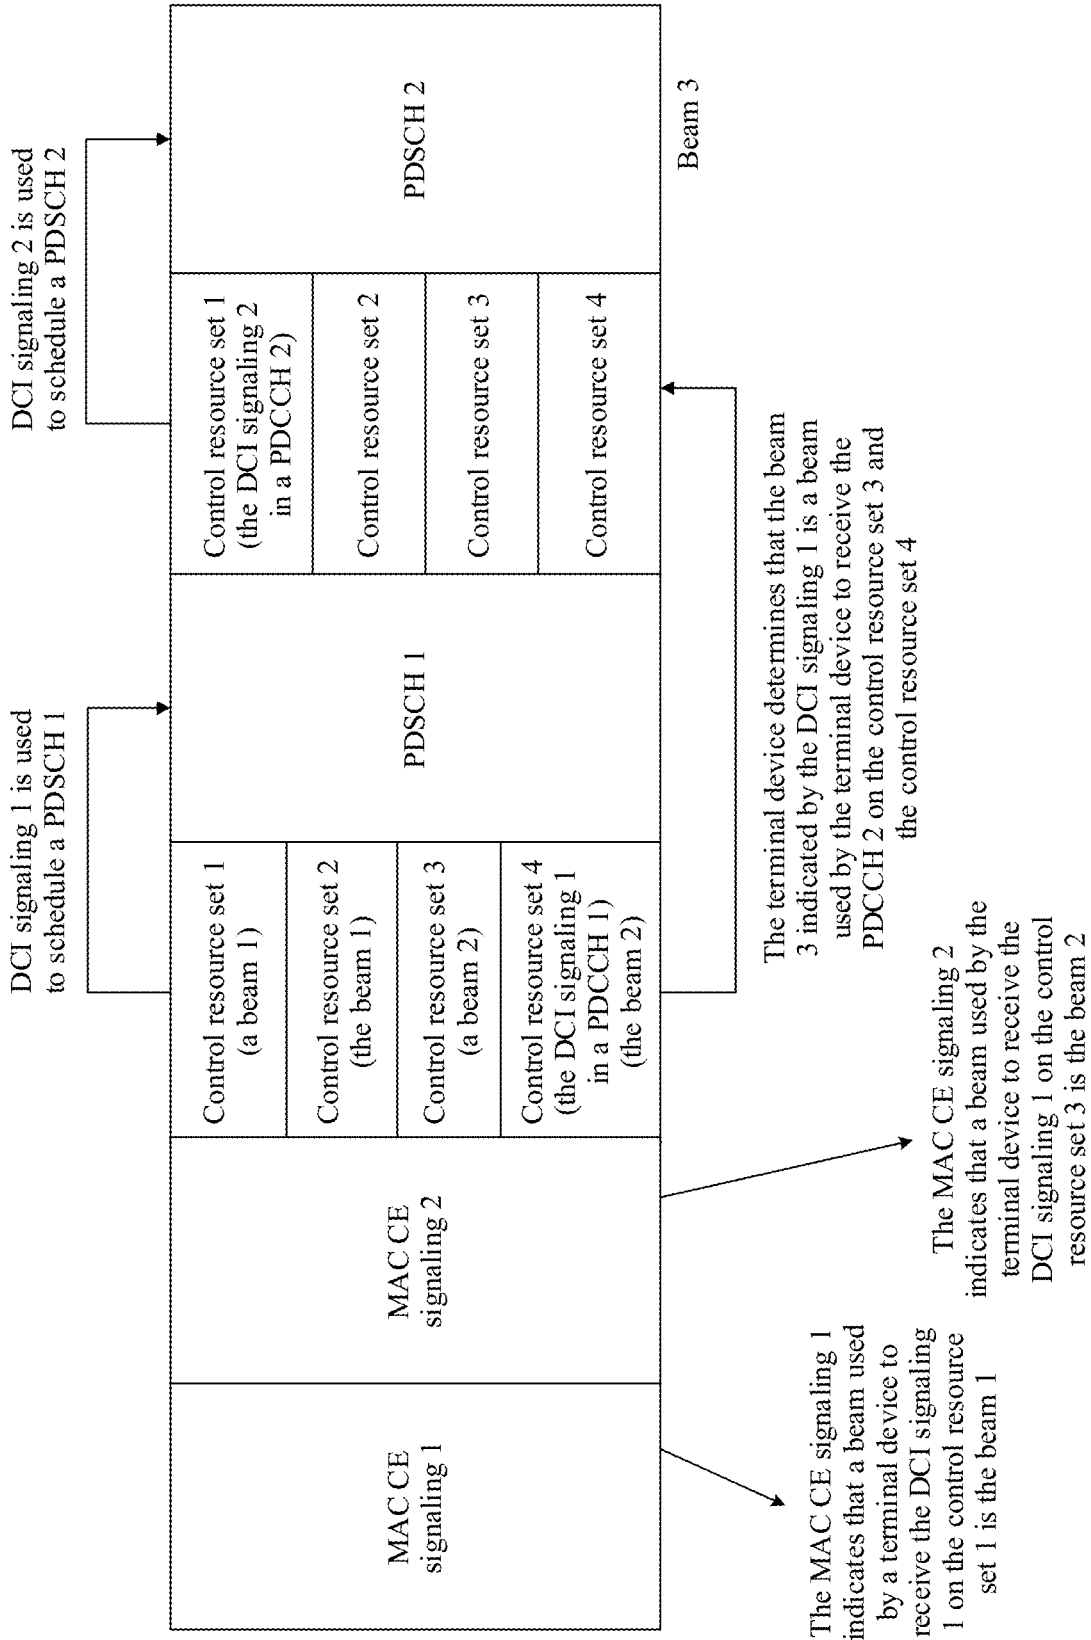 DCI signaling 1 is used
to schedule a PDSCH 1
DCI signaling 2 is used
to schedule a PDSCH 2
MAC CE
signaling 1
MAC CE
signaling 2
Control resource set 1
(a beam 1)
Control resource set 2
(the beam 1)
Control resource set 3
(a beam 2)
Control resource set 4
(the DCI signaling 1
in a PDCCH 1)
(the beam 2)
PDSCH 1
Control resource set 1
(the DCI signaling 2
in a PDCCH 2)
Control resource set 2
Control resource set 3
Control resource set 4
PDSCH 2
Beam 3
The MAC CE signaling 1
indicates that a beam used
by a terminal device to
receive the DCI signaling
1 on the control resource
set 1 is the beam 1
The MAC CE signaling 2
indicates that a beam used by the
terminal device to receive the
DCI signaling 1 on the control
resource set 3 is the beam 2
The terminal device determines that the beam
3 indicated by the DCI signaling 1 is a beam
used by the terminal device to receive the
PDCCH 2 on the control resource set 3 and
the control resource set 4